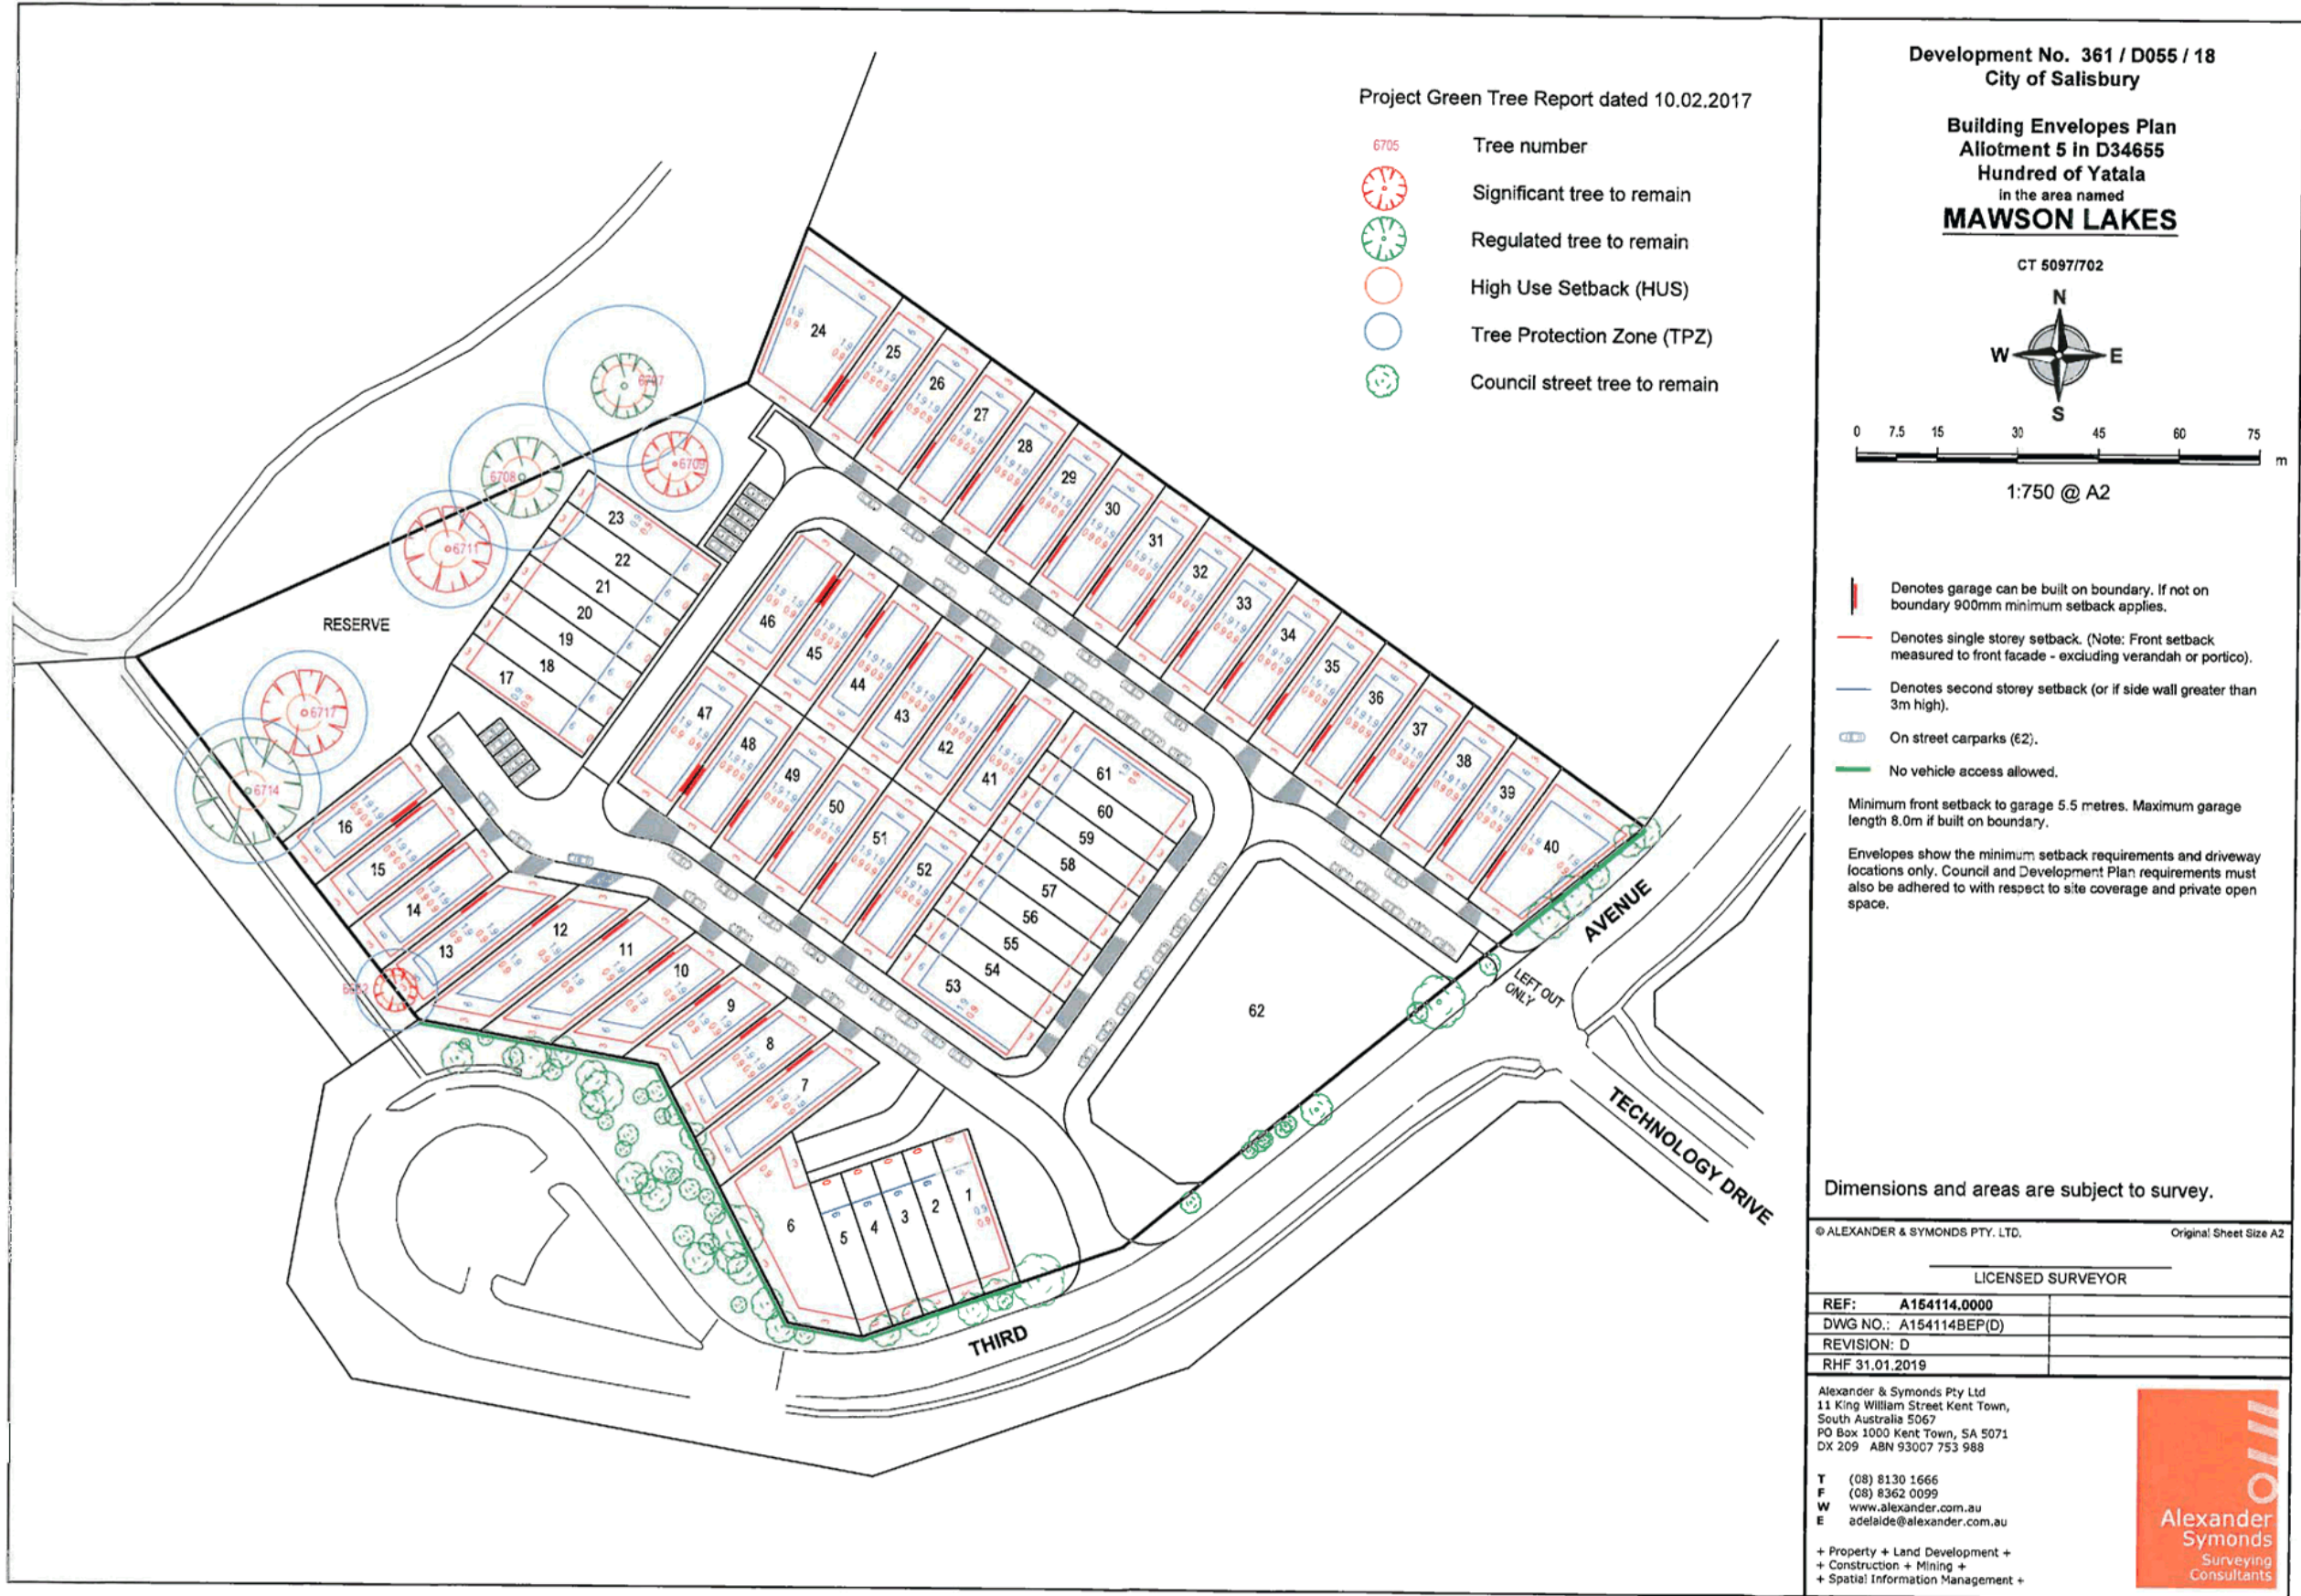 Project Green Tree Report dated 10.02.2017
6705 Tree number
Significant tree to remain
Regulated tree to remain
High Use Setback (HUS)
Tree Protection Zone (TPZ)
Council street tree to remain
Development No. 361 / D055 / 18
City of Salisbury
Building Envelopes Plan
Allotment 5 in D34655
Hundred of Yatala
in the area named
MAWSON LAKES
CT 5097/702
N
W E
S
0 7.5 15 30 45 60 75
m
1:750 @ A2
Denotes garage can be built on boundary. If not on
boundary 900mm minimum setback applies.
Denotes single storey setback. (Note: Front setback
measured to front facade - excluding verandah or portico).
Denotes second storey setback (or if side wall greater than
3m high).
On street carparks (62).
No vehicle access allowed.
Minimum front setback to garage 5.5 metres. Maximum garage
length 8.0m if built on boundary.
Envelopes show the minimum setback requirements and driveway
locations only. Council and Development Plan requirements must
also be adhered to with respect to site coverage and private open
space.
Dimensions and areas are subject to survey.
© ALEXANDER & SYMONDS PTY. LTD. Original Sheet Size A2
LICENSED SURVEYOR
REF: A154114.0000
DWG NO.: A154114BEP(D)
REVISION: D
RHF 31.01.2019
Alexander & Symonds Pty Ltd
11 King William Street Kent Town,
South Australia 5067
PO Box 1000 Kent Town, SA 5071
DX 209 ABN 93007 753 988
T (08) 8130 1666
F (08) 8362 0099
W www.alexander.com.au
E adelaide@alexander.com.au
+ Property + Land Development +
+ Construction + Mining +
+ Spatial Information Management +
Alexander
Symonds
Surveying
Consultants
RESERVE
6707
6708
6709
6711
6717
6714
24
25
26
27
28
29
30
31
32
33
34
35
36
37
38
39
40
23
22
21
20
19
18
17
46
45
44
43
42
41
47
48
49
50
51
52
61
60
59
58
57
56
55
54
53
16
15
14
13
12
11
10
9
8
7
6
5
4
3
2
1
62
LEFT OUT
ONLY
THIRD
AVENUE
TECHNOLOGY DRIVE